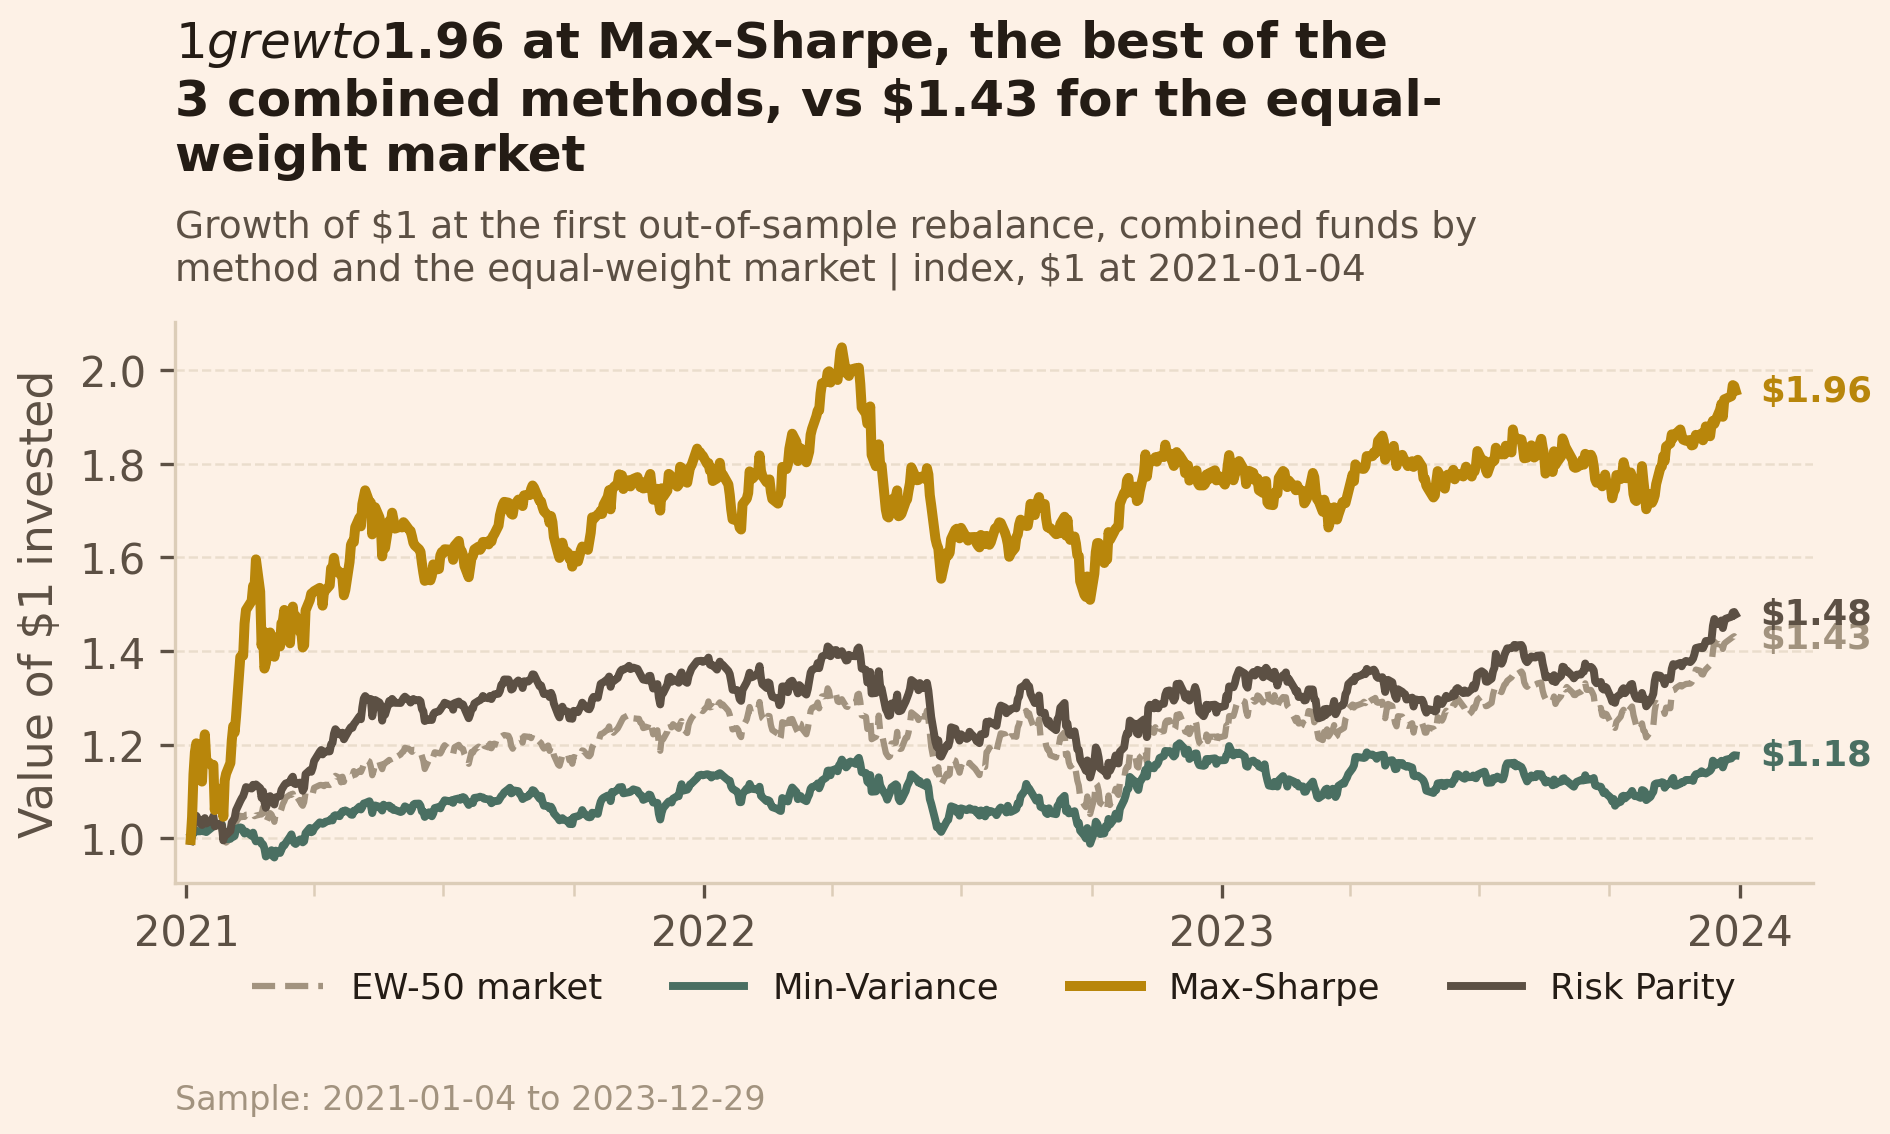 1growto1.96 at Max-Sharpe, the best of the
3 combined methods, vs $1.43 for the equal-
weight market
Growth of $1 at the first out-of-sample rebalance, combined funds by
method and the equal-weight market | index, $1 at 2021-01-04
Value of $1 invested
2.0
1.8
1.6
1.4
1.2
1.0
$1.96
$1.48
$1.43
$1.18
2021
2022
2023
2024
EW-50 market
Min-Variance
Max-Sharpe
Risk Parity
Sample: 2021-01-04 to 2023-12-29